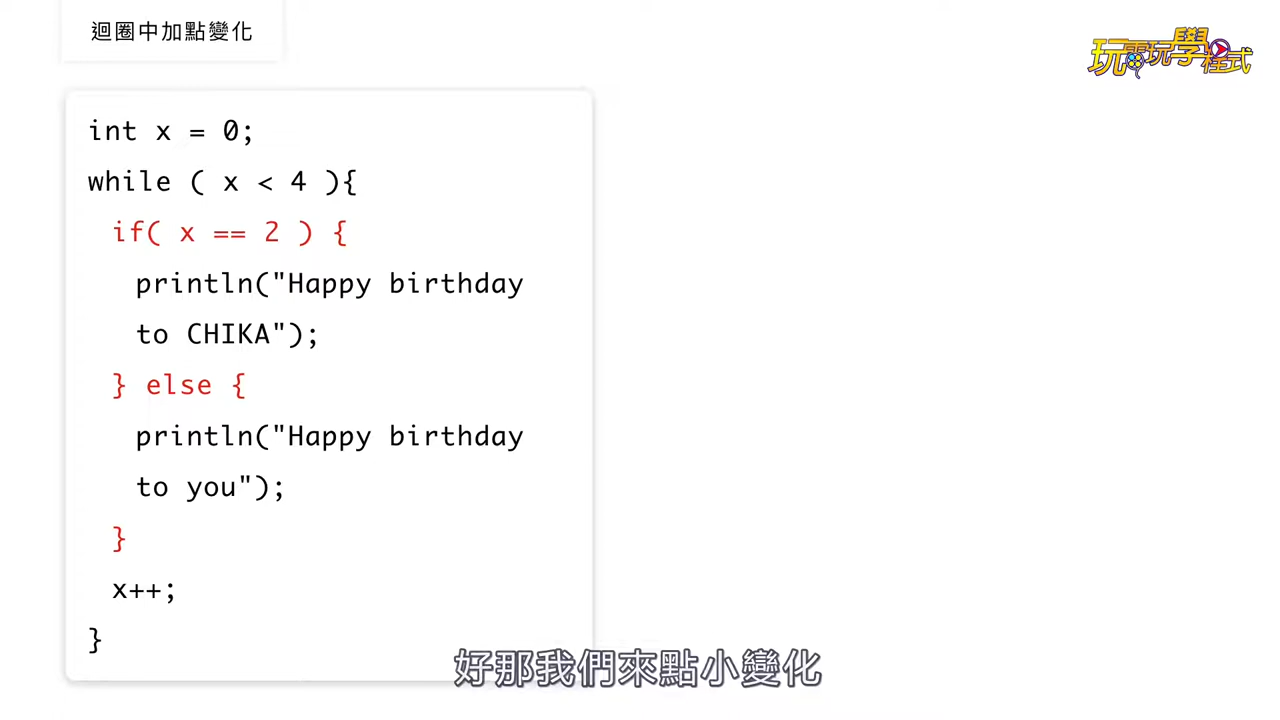 迴圈中加點變化
玩電玩學程式
int x = 0;
while ( x < 4 ){
if( x == 2 ) {
println("Happy birthday
to CHIKA");
} else {
println("Happy birthday
to you");
}
x++;
}
好那我們來點小變化